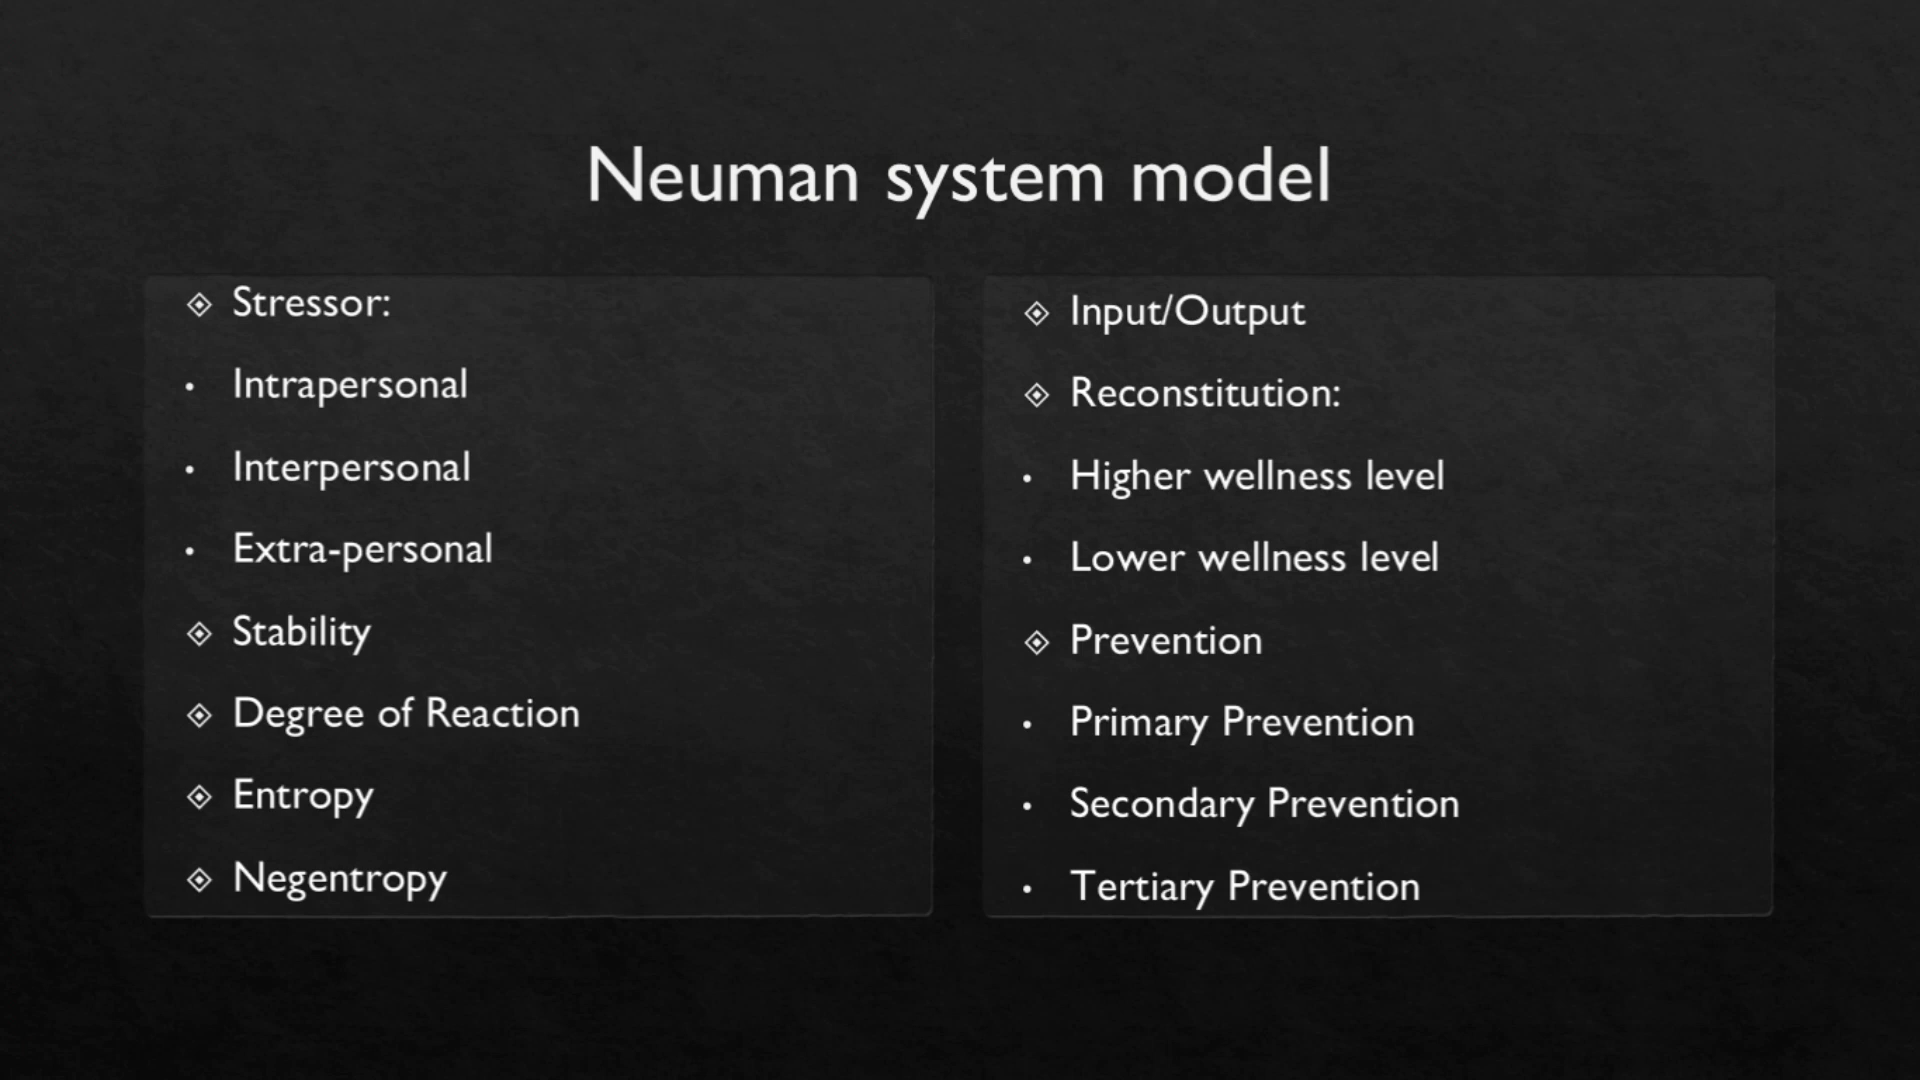 Neuman system model
Stressor:
Intrapersonal
Interpersonal
Extra-personal
Stability
Degree of Reaction
Entropy
Negentropy
Input/Output
Reconstitution:
Higher wellness level
Lower wellness level
Prevention
Primary Prevention
Secondary Prevention
Tertiary Prevention